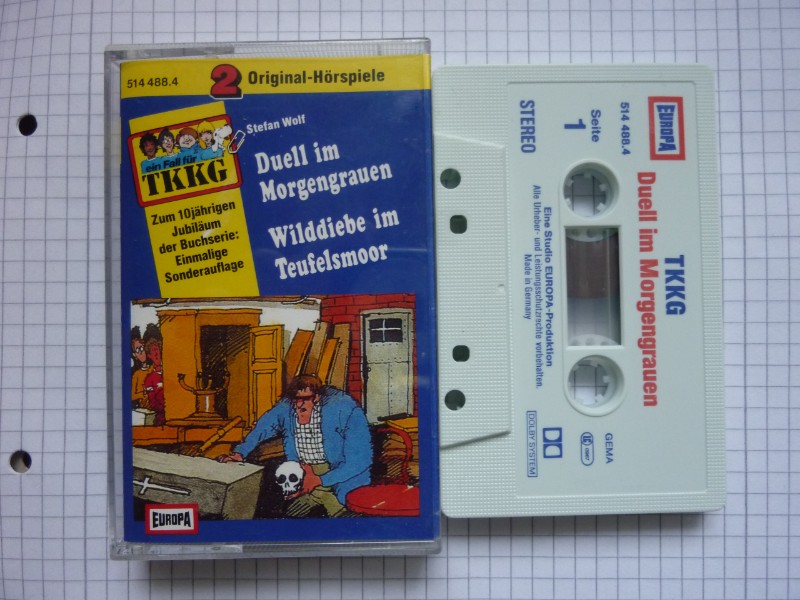 514 488.4
2 Original-Hörspiele
ein Fall für
TKKG
Stefan Wolf
Duell im
Morgengrauen
Wilddiebe im
Teufelsmoor
Zum 10jährigen
Jubiläum
der Buchserie:
Einmalige
Sonderauflage
EUROPA
EUROPA
514 488.4
Seite
1
STEREO
TKKG
Duell im Morgengrauen
Eine Studio EUROPA-Produktion
Alle Urheber- und Leistungsschutzrechte vorbehalten.
Made in Germany
GEMA
DOLBY SYSTEM